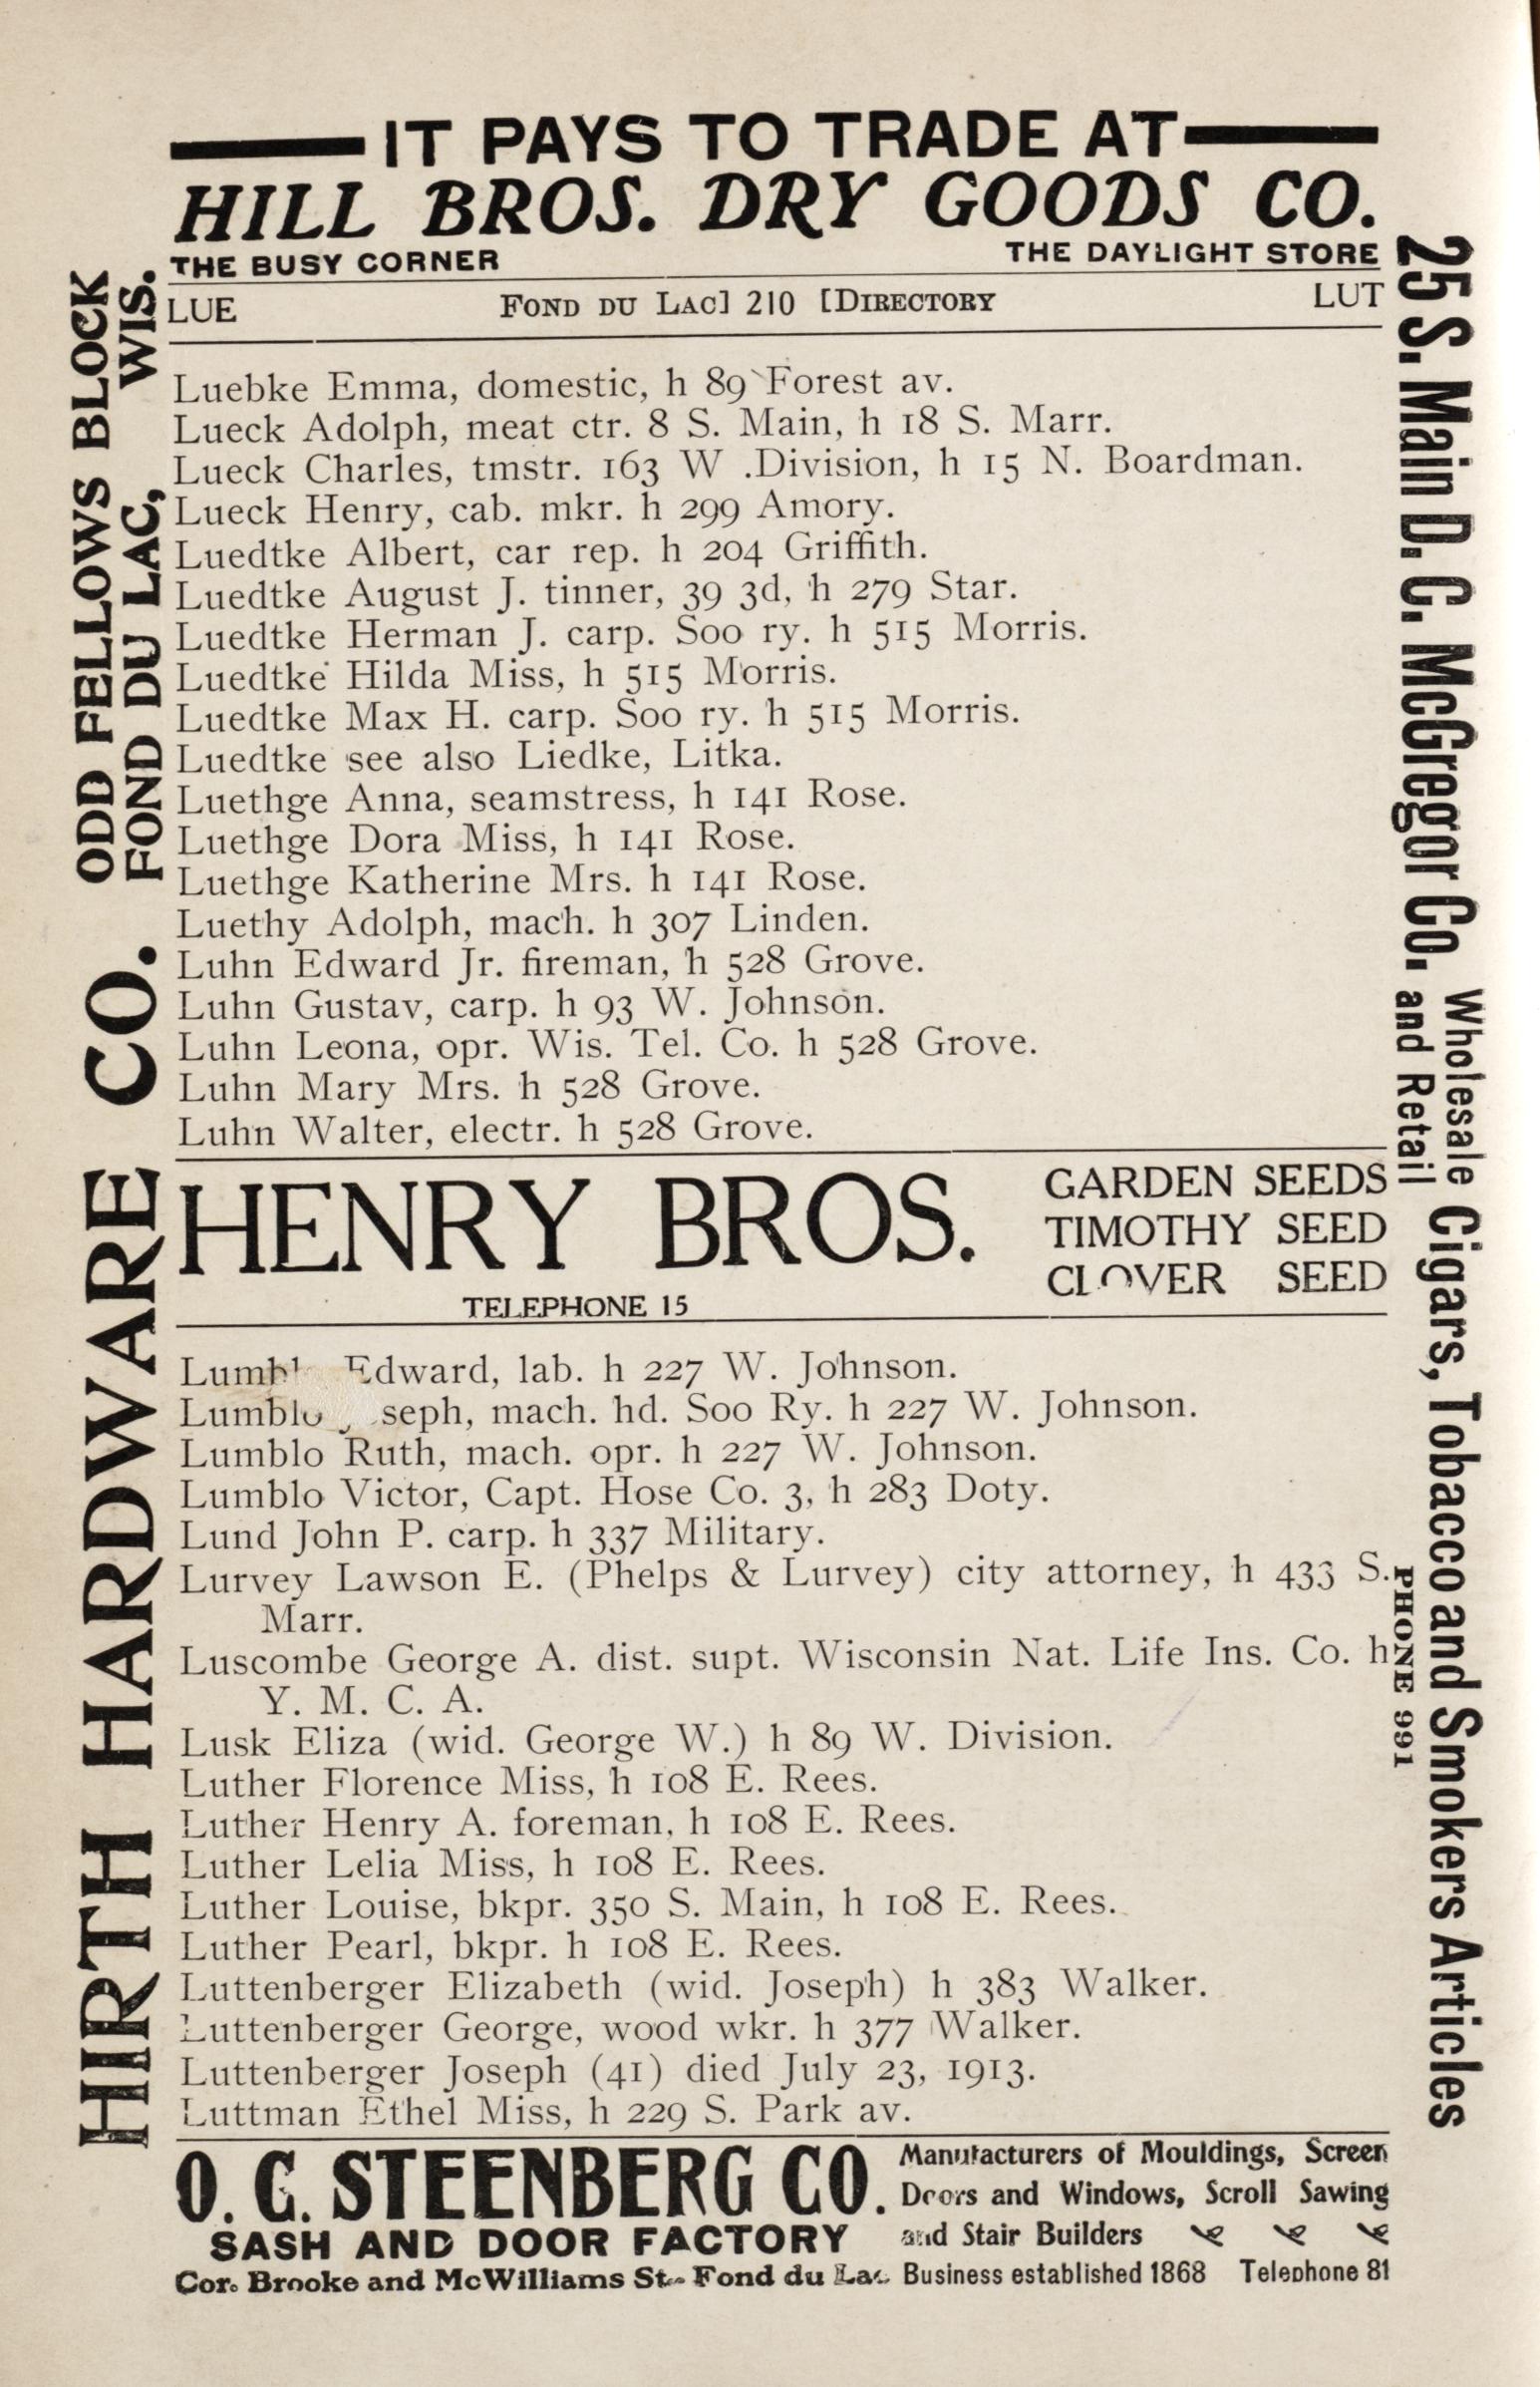 IT PAYS TO TRADE AT
HILL BROS. DRY GOODS CO.
THE BUSY CORNER THE DAYLIGHT STORE
LUE FOND DU LAC] 210 [DIRECTORY LUT
Luebke Emma, domestic, h 89 Forest av.
Lueck Adolph, meat ctr. 8 S. Main, h 18 S. Marr.
Lueck Charles, tmstr. 163 W .Division, h 15 N. Boardman.
Lueck Henry, cab. mkr. h 299 Amory.
Luedtke Albert, car rep. h 204 Griffith.
Luedtke August J. tinner, 39 3d, h 279 Star.
Luedtke Herman J. carp. Soo ry. h 515 Morris.
Luedtke Hilda Miss, h 515 Morris.
Luedtke Max H. carp. Soo ry. h 515 Morris.
Luedtke see also Liedke, Litka.
Luethge Anna, seamstress, h 141 Rose.
Luethge Dora Miss, h 141 Rose.
Luethge Katherine Mrs. h 141 Rose.
Luethy Adolph, mach. h 307 Linden.
Luhn Edward Jr. fireman, h 528 Grove.
Luhn Gustav, carp. h 93 W. Johnson.
Luhn Leona, opr. Wis. Tel. Co. h 528 Grove.
Luhn Mary Mrs. h 528 Grove.
Luhn Walter, electr. h 528 Grove.
HENRY BROS.
TELEPHONE 15
GARDEN SEEDS
TIMOTHY SEED
CLOVER SEED
Edward, lab. h 227 W. Johnson.
Lumblo Joseph, mach. hd. Soo Ry. h 227 W. Johnson.
Lumblo Ruth, mach. opr. h 227 W. Johnson.
Lumblo Victor, Capt. Hose Co. 3, h 283 Doty.
Lund John P. carp. h 337 Military.
Lurvey Lawson E. (Phelps & Lurvey) city attorney, h 433 S.
Marr.
Luscombe George A. dist. supt. Wisconsin Nat. Life Ins. Co. h
Y. M. C. A.
Lusk Eliza (wid. George W.) h 89 W. Division.
Luther Florence Miss, h 108 E. Rees.
Luther Henry A. foreman, h 108 E. Rees.
Luther Lelia Miss, h 108 E. Rees.
Luther Louise, bkpr. 350 S. Main, h 108 E. Rees.
Luther Pearl, bkpr. h 108 E. Rees.
Luttenberger Elizabeth (wid. Joseph) h 383 Walker.
Luttenberger George, wood wkr. h 377 Walker.
Luttenberger Joseph (41) died July 23, 1913.
Luttman Ethel Miss, h 229 S. Park av.
O. C. STEENBERG CO.
SASH AND DOOR FACTORY
Cor. Brooke and McWilliams St. Fond du Lac
Manufacturers of Mouldings, Screen
Doors and Windows, Scroll Sawing
and Stair Builders
Business established 1868 Telephone 81
HIRTH HARDWARE CO.
ODD FELLOWS BLOCK
FOND DU LAC, WIS.
25 S. Main D. C. McGregor Co. Wholesale and Retail Cigars, Tobacco and Smokers Articles
PHONE 991